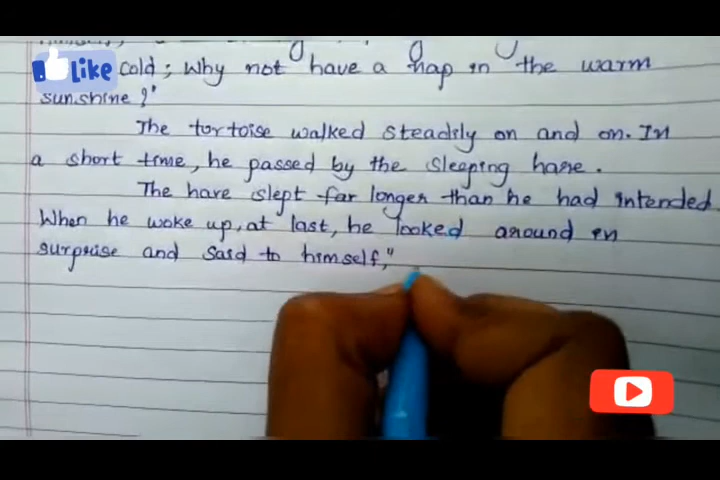 Like
cold; Why not have a nap in the warm
sunshine ?"
The tortoise walked steadily on and on. In
a short time, he passed by the sleeping hare.
The hare slept far longer than he had intended.
When he woke up, at last, he looked around in
surprise and said to himself,"